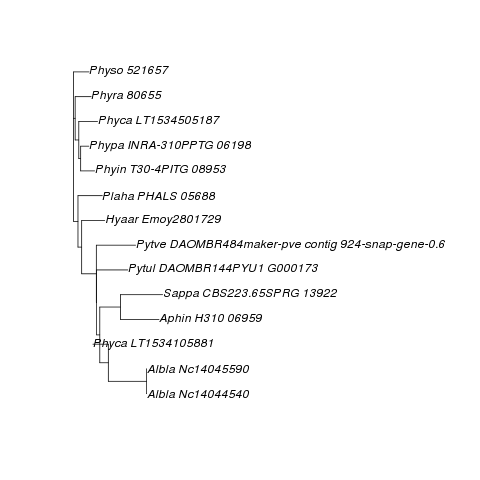 Physo 521657
Phyra 80655
Phyca LT1534505187
Phypa INRA-310PPTG 06198
Phyin T30-4PITG 08953
Plaha PHALS 05688
Hyaar Emoy2801729
Pytve DAOMBR484maker-pve contig 924-snap-gene-0.6
Pytul DAOMBR144PYU1 G000173
Sappa CBS223.65SPRG 13922
Aphin H310 06959
Phyca LT1534105881
Albla Nc14045590
Albla Nc14044540